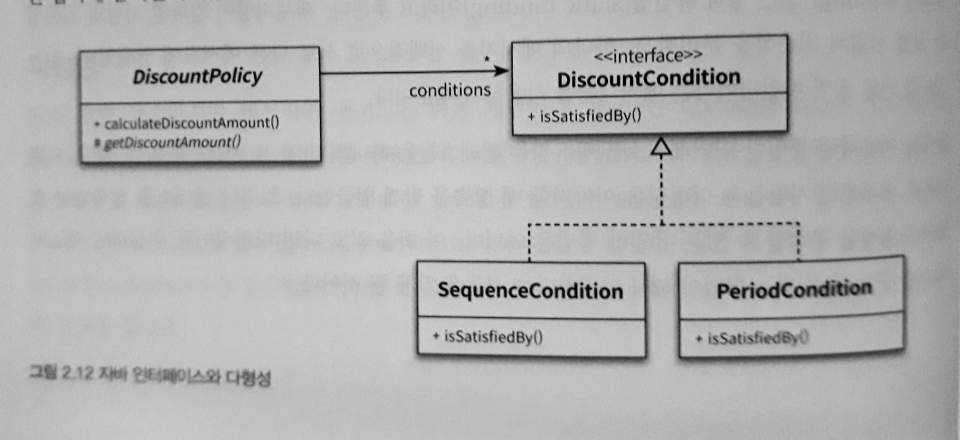 DiscountPolicy
+ calculateDiscountAmount()
# getDiscountAmount()
*
conditions
<<interface>>
DiscountCondition
+ isSatisfiedBy()
SequenceCondition
+ isSatisfiedBy()
PeriodCondition
+ isSatisfiedBy()
그림 2.12 자바 인터페이스와 다형성